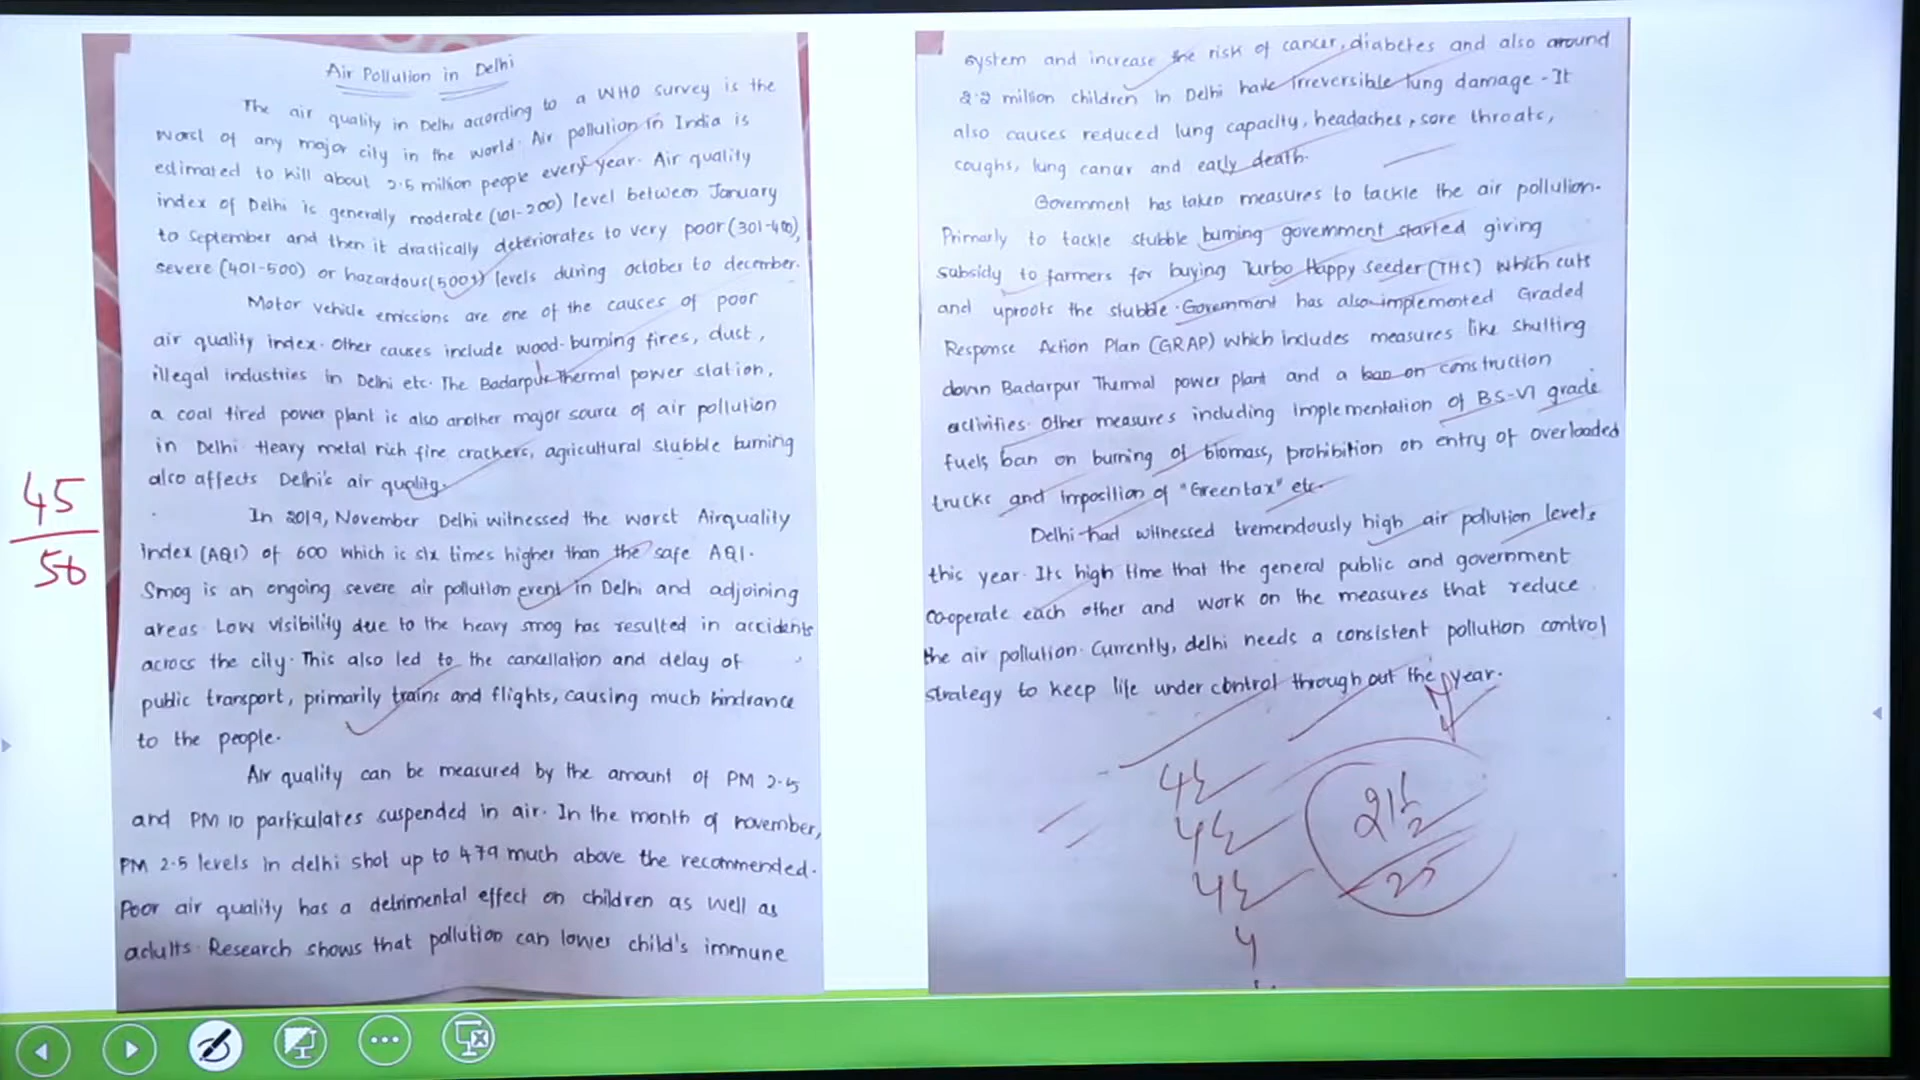 Air Pollution in Delhi
The air quality in Delhi according to a WHO survey is the
worst of any major city in the world. Air pollution in India is
estimated to kill about 2.5 million people every year. Air quality
index of Delhi is generally moderate (101-200) level between January
to September and then it drastically deteriorates to very poor (301-400),
severe (401-500) or hazardous (500+) levels during october to december.
Motor vehicle emissions are one of the causes of poor
air quality index. Other causes include wood-burning fires, dust,
illegal industries in Delhi etc. The Badarpur Thermal power station,
a coal fired power plant is also another major source of air pollution
in Delhi. Heavy metal rich fire crackers, agricultural stubble burning
also affects Delhi's air quality.
In 2019, November Delhi witnessed the worst Airquality
index (AQI) of 600 which is six times higher than the safe AQI.
Smog is an ongoing severe air pollution event in Delhi and adjoining
areas. Low visibility due to the heavy smog has resulted in accidents
across the city. This also led to the cancellation and delay of
public transport, primarily trains and flights, causing much hindrance
to the people.
Air quality can be measured by the amount of PM 2.5
and PM 10 particulates suspended in air. In the month of november,
PM 2.5 levels in delhi shot up to 479 much above the recommended.
Poor air quality has a detrimental effect on children as well as
adults. Research shows that pollution can lower child's immune
45
50
system and increase the risk of cancer, diabetes and also around
2.2 million children in Delhi have irreversible lung damage. It
also causes reduced lung capacity, headaches, sore throats,
coughs, lung cancer and early death.
Government has taken measures to tackle the air pollution.
Primarly to tackle stubble burning government started giving
subsidy to farmers for buying Turbo Happy Seeder (THS) which cuts
and uproots the stubble. Government has also implemented Graded
Response Action Plan (GRAP) which includes measures like shutting
down Badarpur Thermal power plant and a ban on construction
activities. Other measures including implementation of BS-VI grade
fuels, ban on burning of biomass, prohibition on entry of overloaded
trucks and imposition of "Greentax" etc.
Delhi had witnessed tremendously high air pollution levels
this year. Its high time that the general public and government
co-operate each other and work on the measures that reduce
the air pollution. Currently, delhi needs a consistent pollution control
strategy to keep life under control through out the year.
4½
4½
4½
4
21½
25